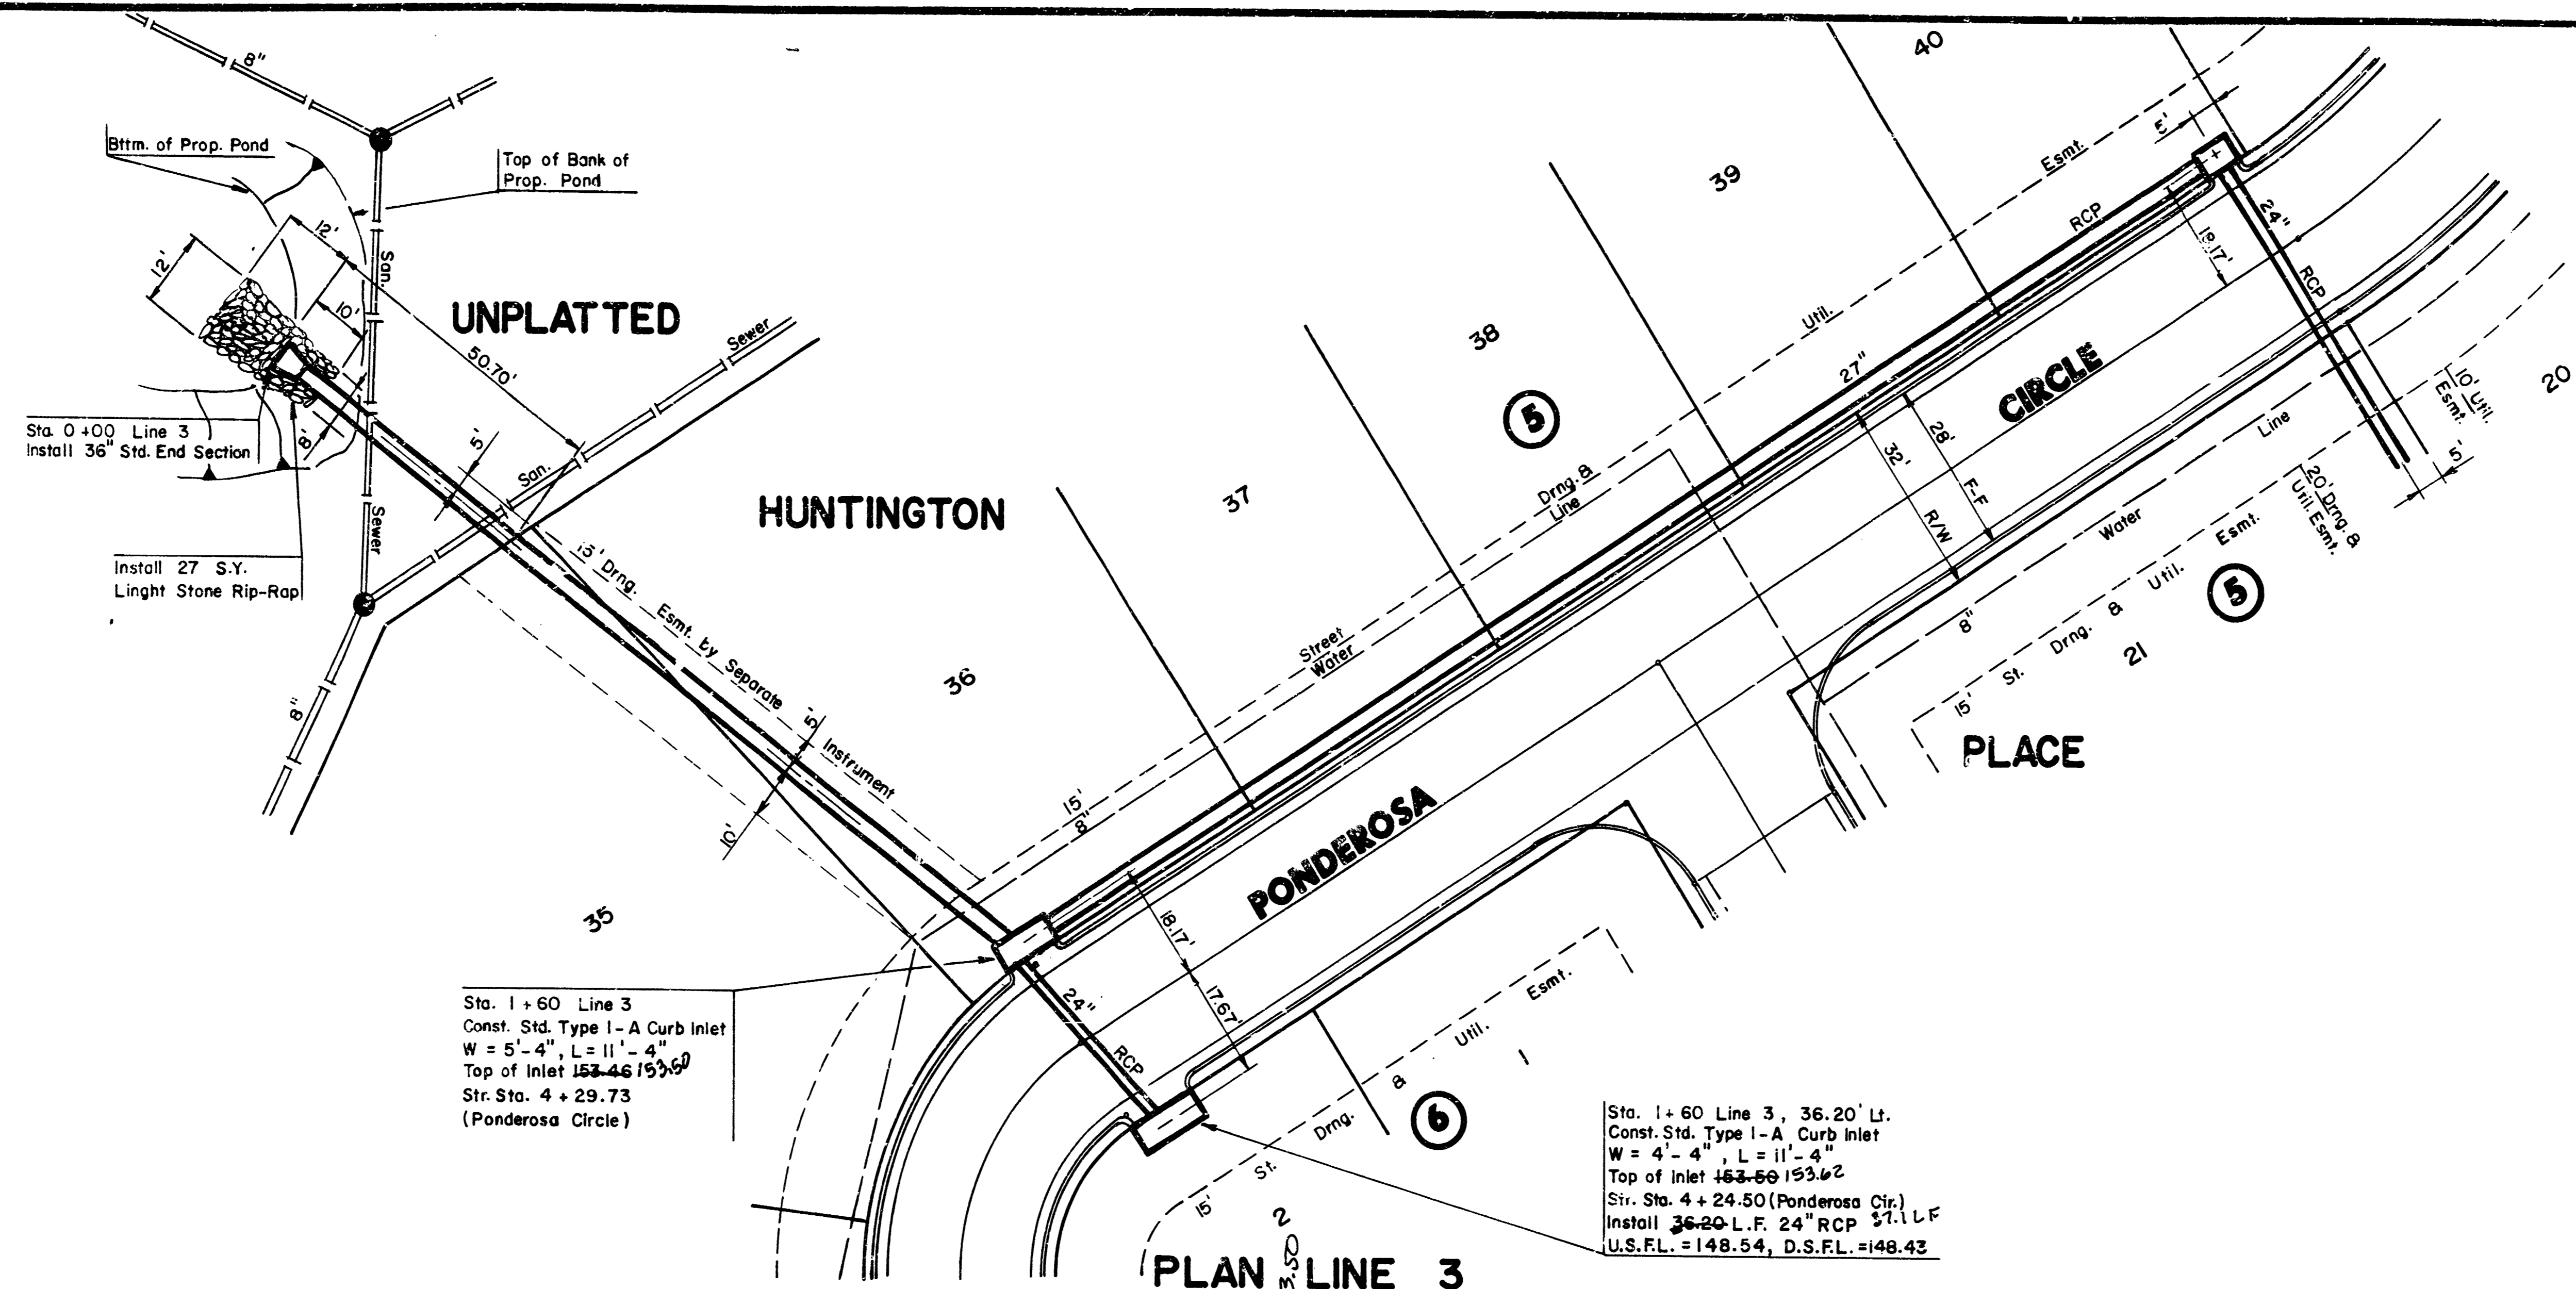 8"
Bttm. of Prop. Pond
Top of Bank of
Prop. Pond
12'
12'
10'
San.
UNPLATTED
50.70'
Sewer
Sta. 0+00 Line 3
Install 36" Std. End Section
8'
5'
San.
Sewer
Install 27 S.Y.
Linght Stone Rip-Rap
8"
HUNTINGTON
15' Drng. Esmt. by Separate Instrument
5'
10'
35
36
37
38
39
40
5
Street Drng. & Util. Esmt.
15'
8" Water Line
27" RCP
5'
18.17'
24" RCP
CIRCLE
28' F-F
32' R/W
8" Water Line
10' Util.
Esmt.
20
5'
20' Drng. &
Util. Esmt.
15' St. Drng. & Util. Esmt.
5
21
PLACE
PONDEROSA
18.17'
17.67'
24" RCP
Sta. 1+60 Line 3
Const. Std. Type I-A Curb Inlet
W = 5'-4", L = 11'-4"
Top of Inlet 153.46 153.50
Str. Sta. 4+29.73
(Ponderosa Circle)
15' St. Drng. & Util. Esmt.
1
6
2
Sta. 1+60 Line 3, 36.20' Lt.
Const. Std. Type I-A Curb Inlet
W = 4'-4", L = 11'-4"
Top of Inlet 153.50 153.62
Str. Sta. 4+24.50 (Ponderosa Cir.)
Install 36.20 L.F. 24" RCP 37.1 LF
U.S.F.L. = 148.54, D.S.F.L. = 148.43
3.50
PLAN LINE 3